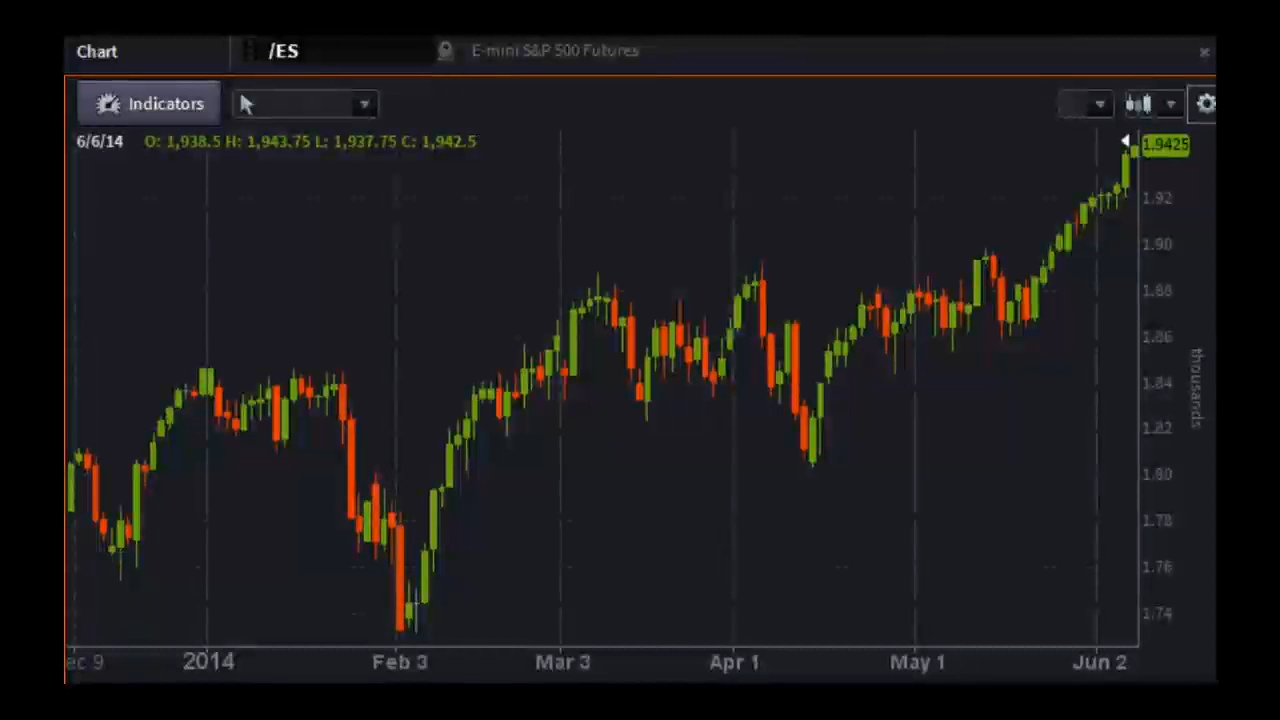 Chart /ES E-mini S&P 500 Futures ×
Indicators
6/6/14 O: 1,938.5 H: 1,943.75 L: 1,937.75 C: 1,942.5
1.9425
1.92
1.90
1.88
1.86
1.84
1.82
1.80
1.78
1.76
1.74
thousands
ec 9 2014 Feb 3 Mar 3 Apr 1 May 1 Jun 2